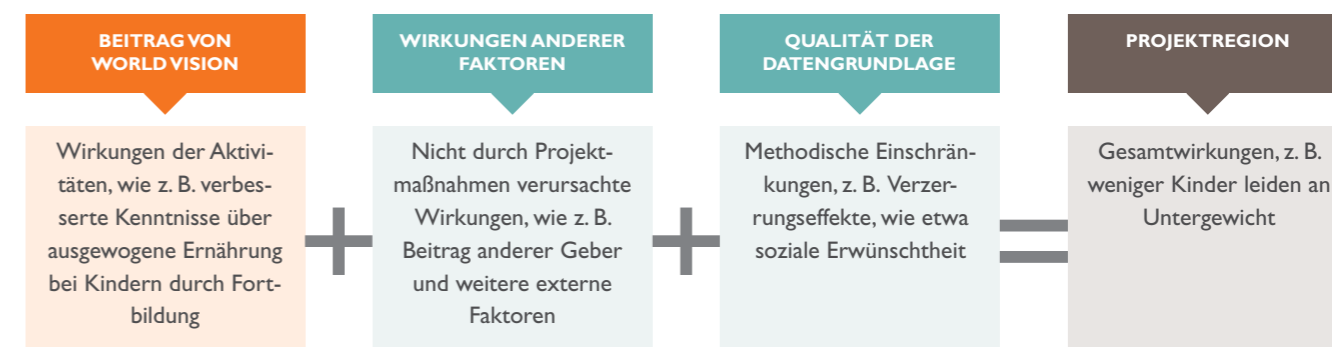 BEITRAG VON
WORLD VISION
Wirkungen der Aktivi-
täten, wie z. B. verbes-
serte Kenntnisse über
ausgewogene Ernährung
bei Kindern durch Fort-
bildung
+
WIRKUNGEN ANDERER
FAKTOREN
Nicht durch Projekt-
maßnahmen verursachte
Wirkungen, wie z. B.
Beitrag anderer Geber
und weitere externe
Faktoren
+
QUALITÄT DER
DATENGRUNDLAGE
Methodische Einschrän-
kungen, z. B. Verzer-
rungseffekte, wie etwa
soziale Erwünschtheit
=
PROJEKTREGION
Gesamtwirkungen, z. B.
weniger Kinder leiden an
Untergewicht